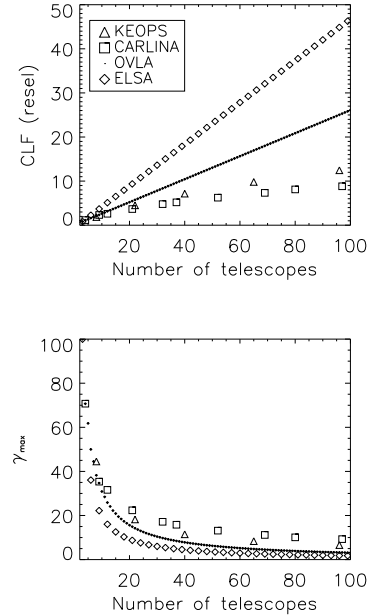 50
40
30
20
10
0
CLF (resel)
KEOPS
CARLINA
OVLA
ELSA
20 40 60 80 100
Number of telescopes
100
80
60
40
20
0
γmax
20 40 60 80 100
Number of telescopes